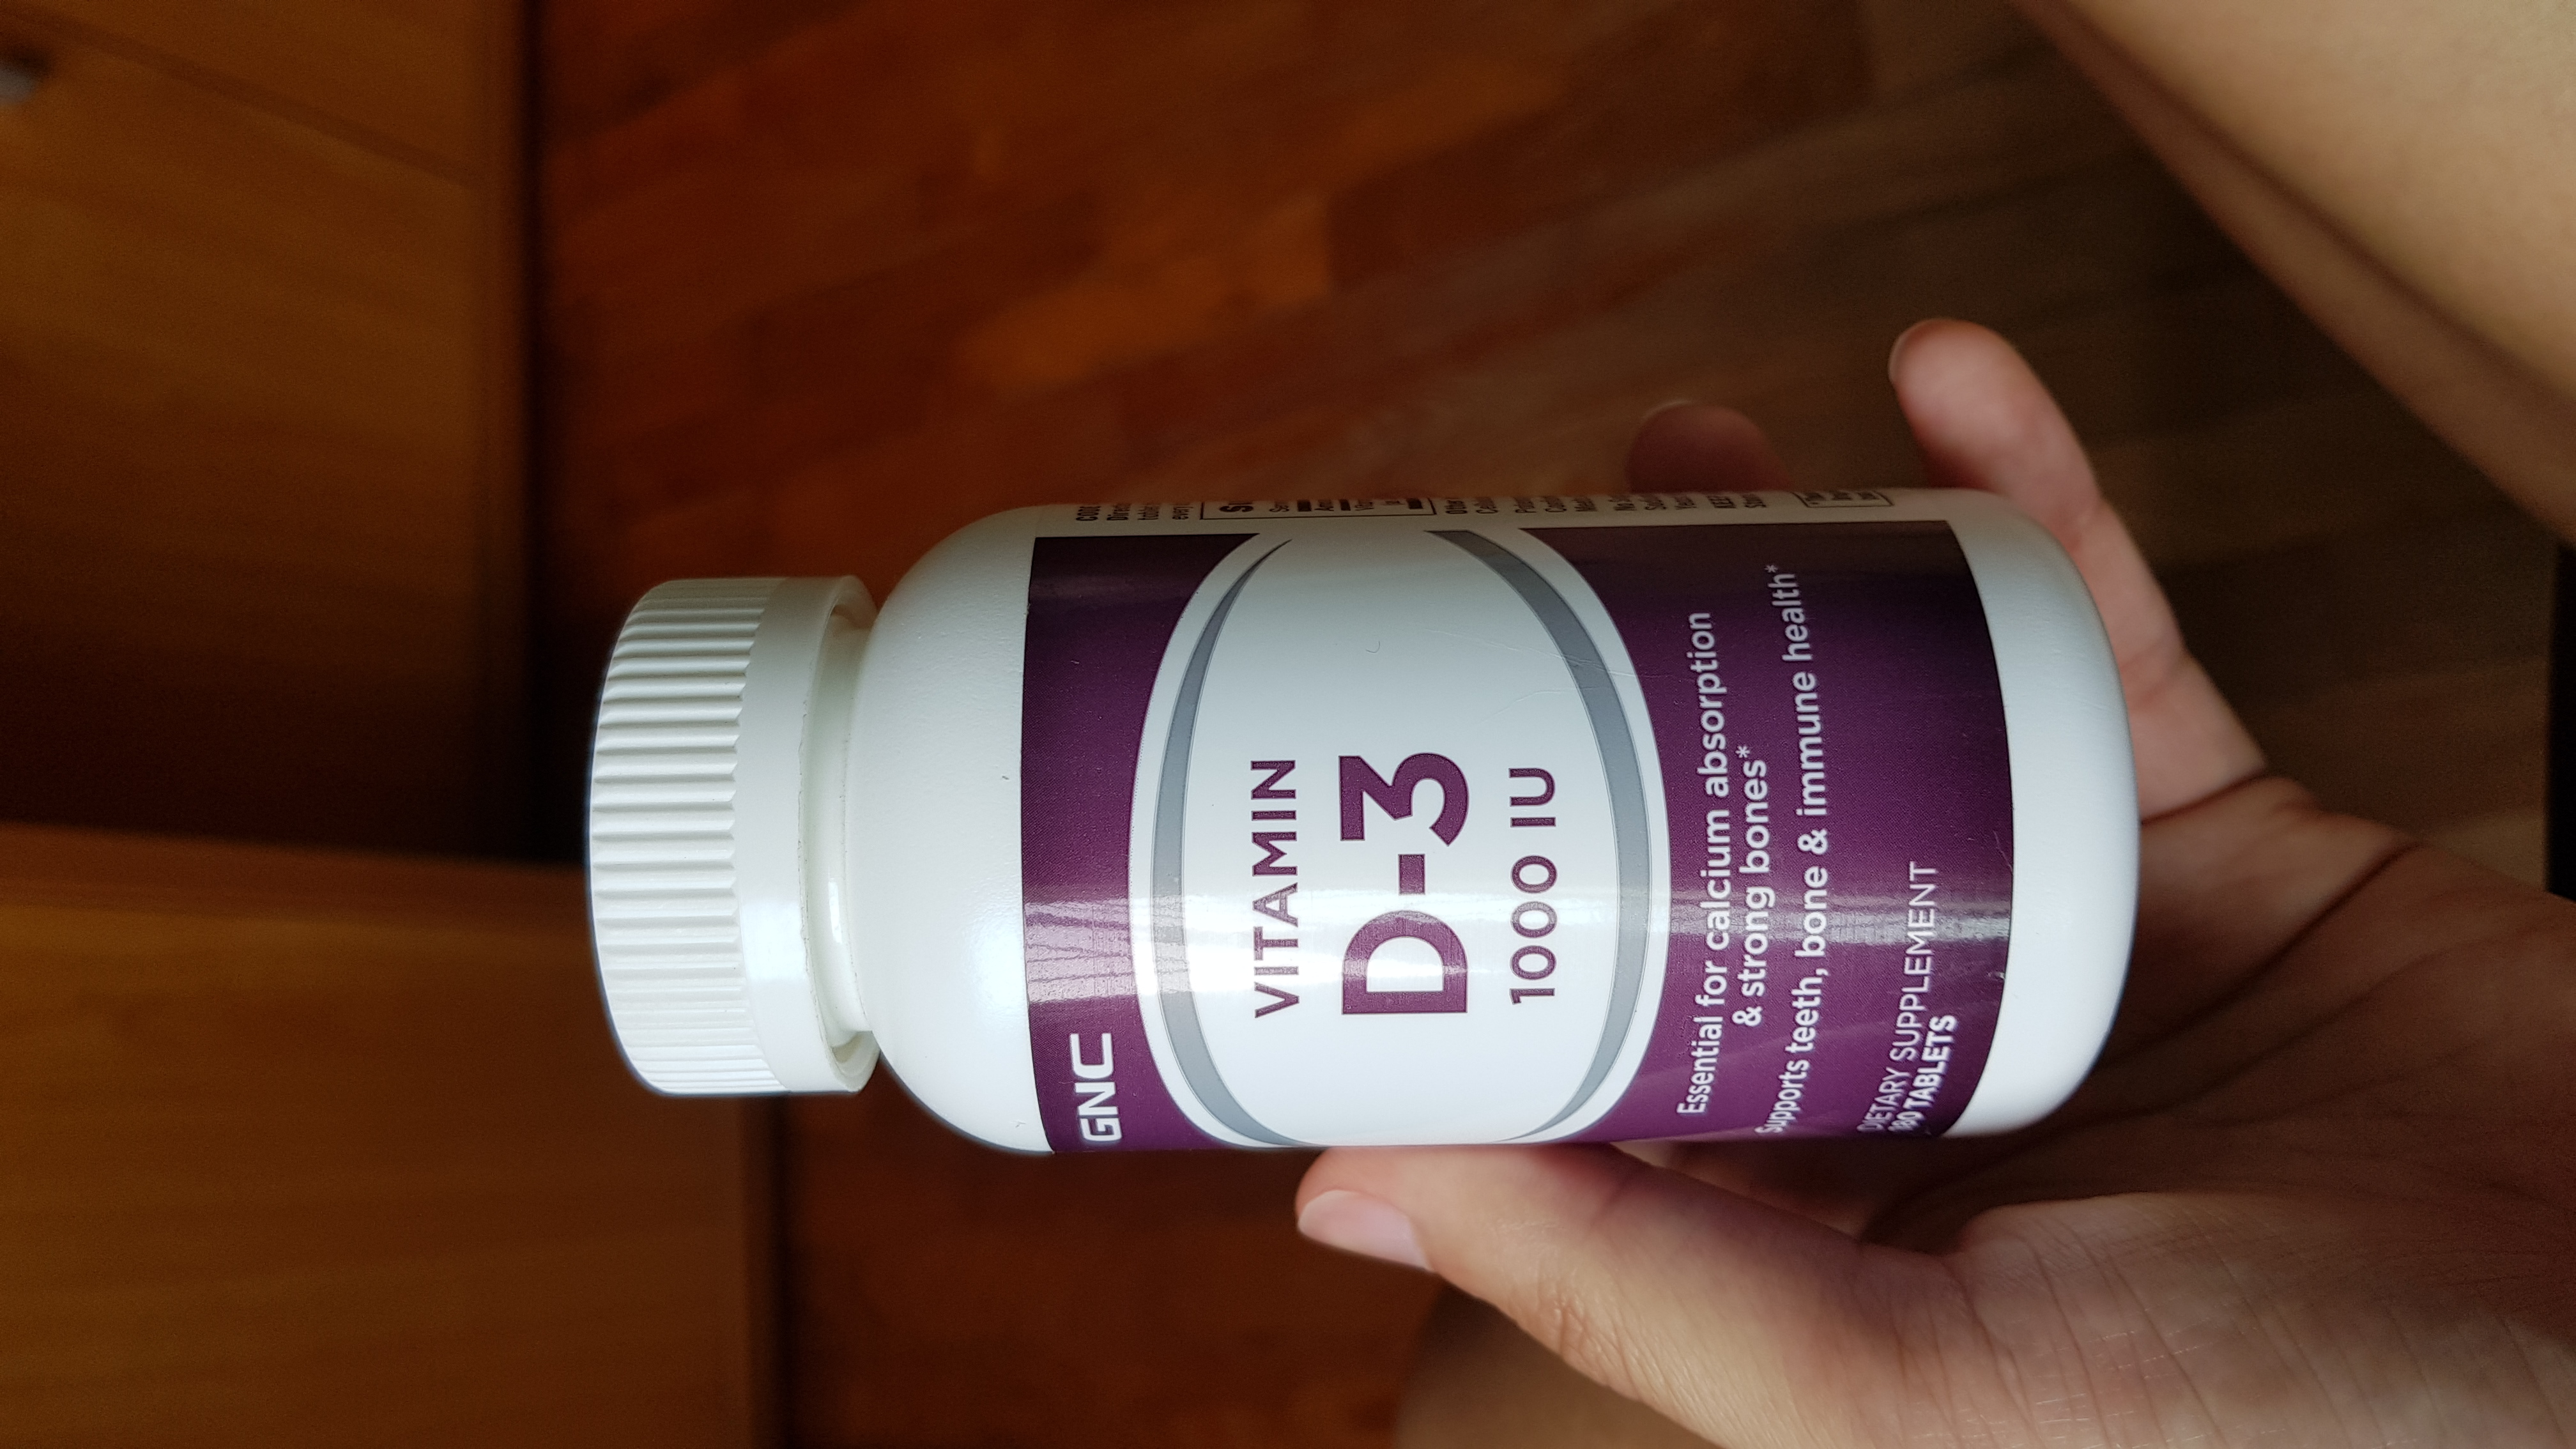 GNC
VITAMIN
D-3
1000 IU
Essential for calcium absorption
& strong bones*
Supports teeth, bone & immune health*
DIETARY SUPPLEMENT
TABLETS